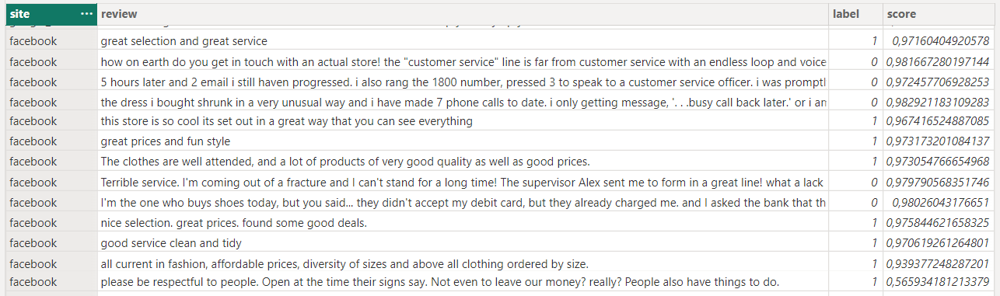 site ··· review label score
facebook great selection and great service 1 0,97160404920578
facebook how on earth do you get in touch with an actual store! the "customer service" line is far from customer service with an endless loop and voice 0 0,981667280197144
facebook 5 hours later and 2 email i still haven progressed. i also rang the 1800 number, pressed 3 to speak to a customer service officer. i was promptl 0 0,972457706928253
facebook the dress i bought shrunk in a very unusual way and i have made 7 phone calls to date. i only getting message, '. . .busy call back later.' or i an 0 0,982921183109283
facebook this store is so cool its set out in a great way that you can see everything 1 0,967416524887085
facebook great prices and fun style 1 0,973173201084137
facebook The clothes are well attended, and a lot of products of very good quality as well as good prices. 1 0,973054766654968
facebook Terrible service. I'm coming out of a fracture and I can't stand for a long time! The supervisor Alex sent me to form in a great line! what a lack 0 0,979790568351746
facebook I'm the one who buys shoes today, but you said... they didn't accept my debit card, but they already charged me. and I asked the bank that th 0 0,98026043176651
facebook nice selection. great prices. found some good deals. 1 0,975844621658325
facebook good service clean and tidy 1 0,970619261264801
facebook all current in fashion, affordable prices, diversity of sizes and above all clothing ordered by size. 1 0,939377248287201
facebook please be respectful to people. Open at the time their signs say. Not even to leave our money? really? People also have things to do. 1 0,565934181213379